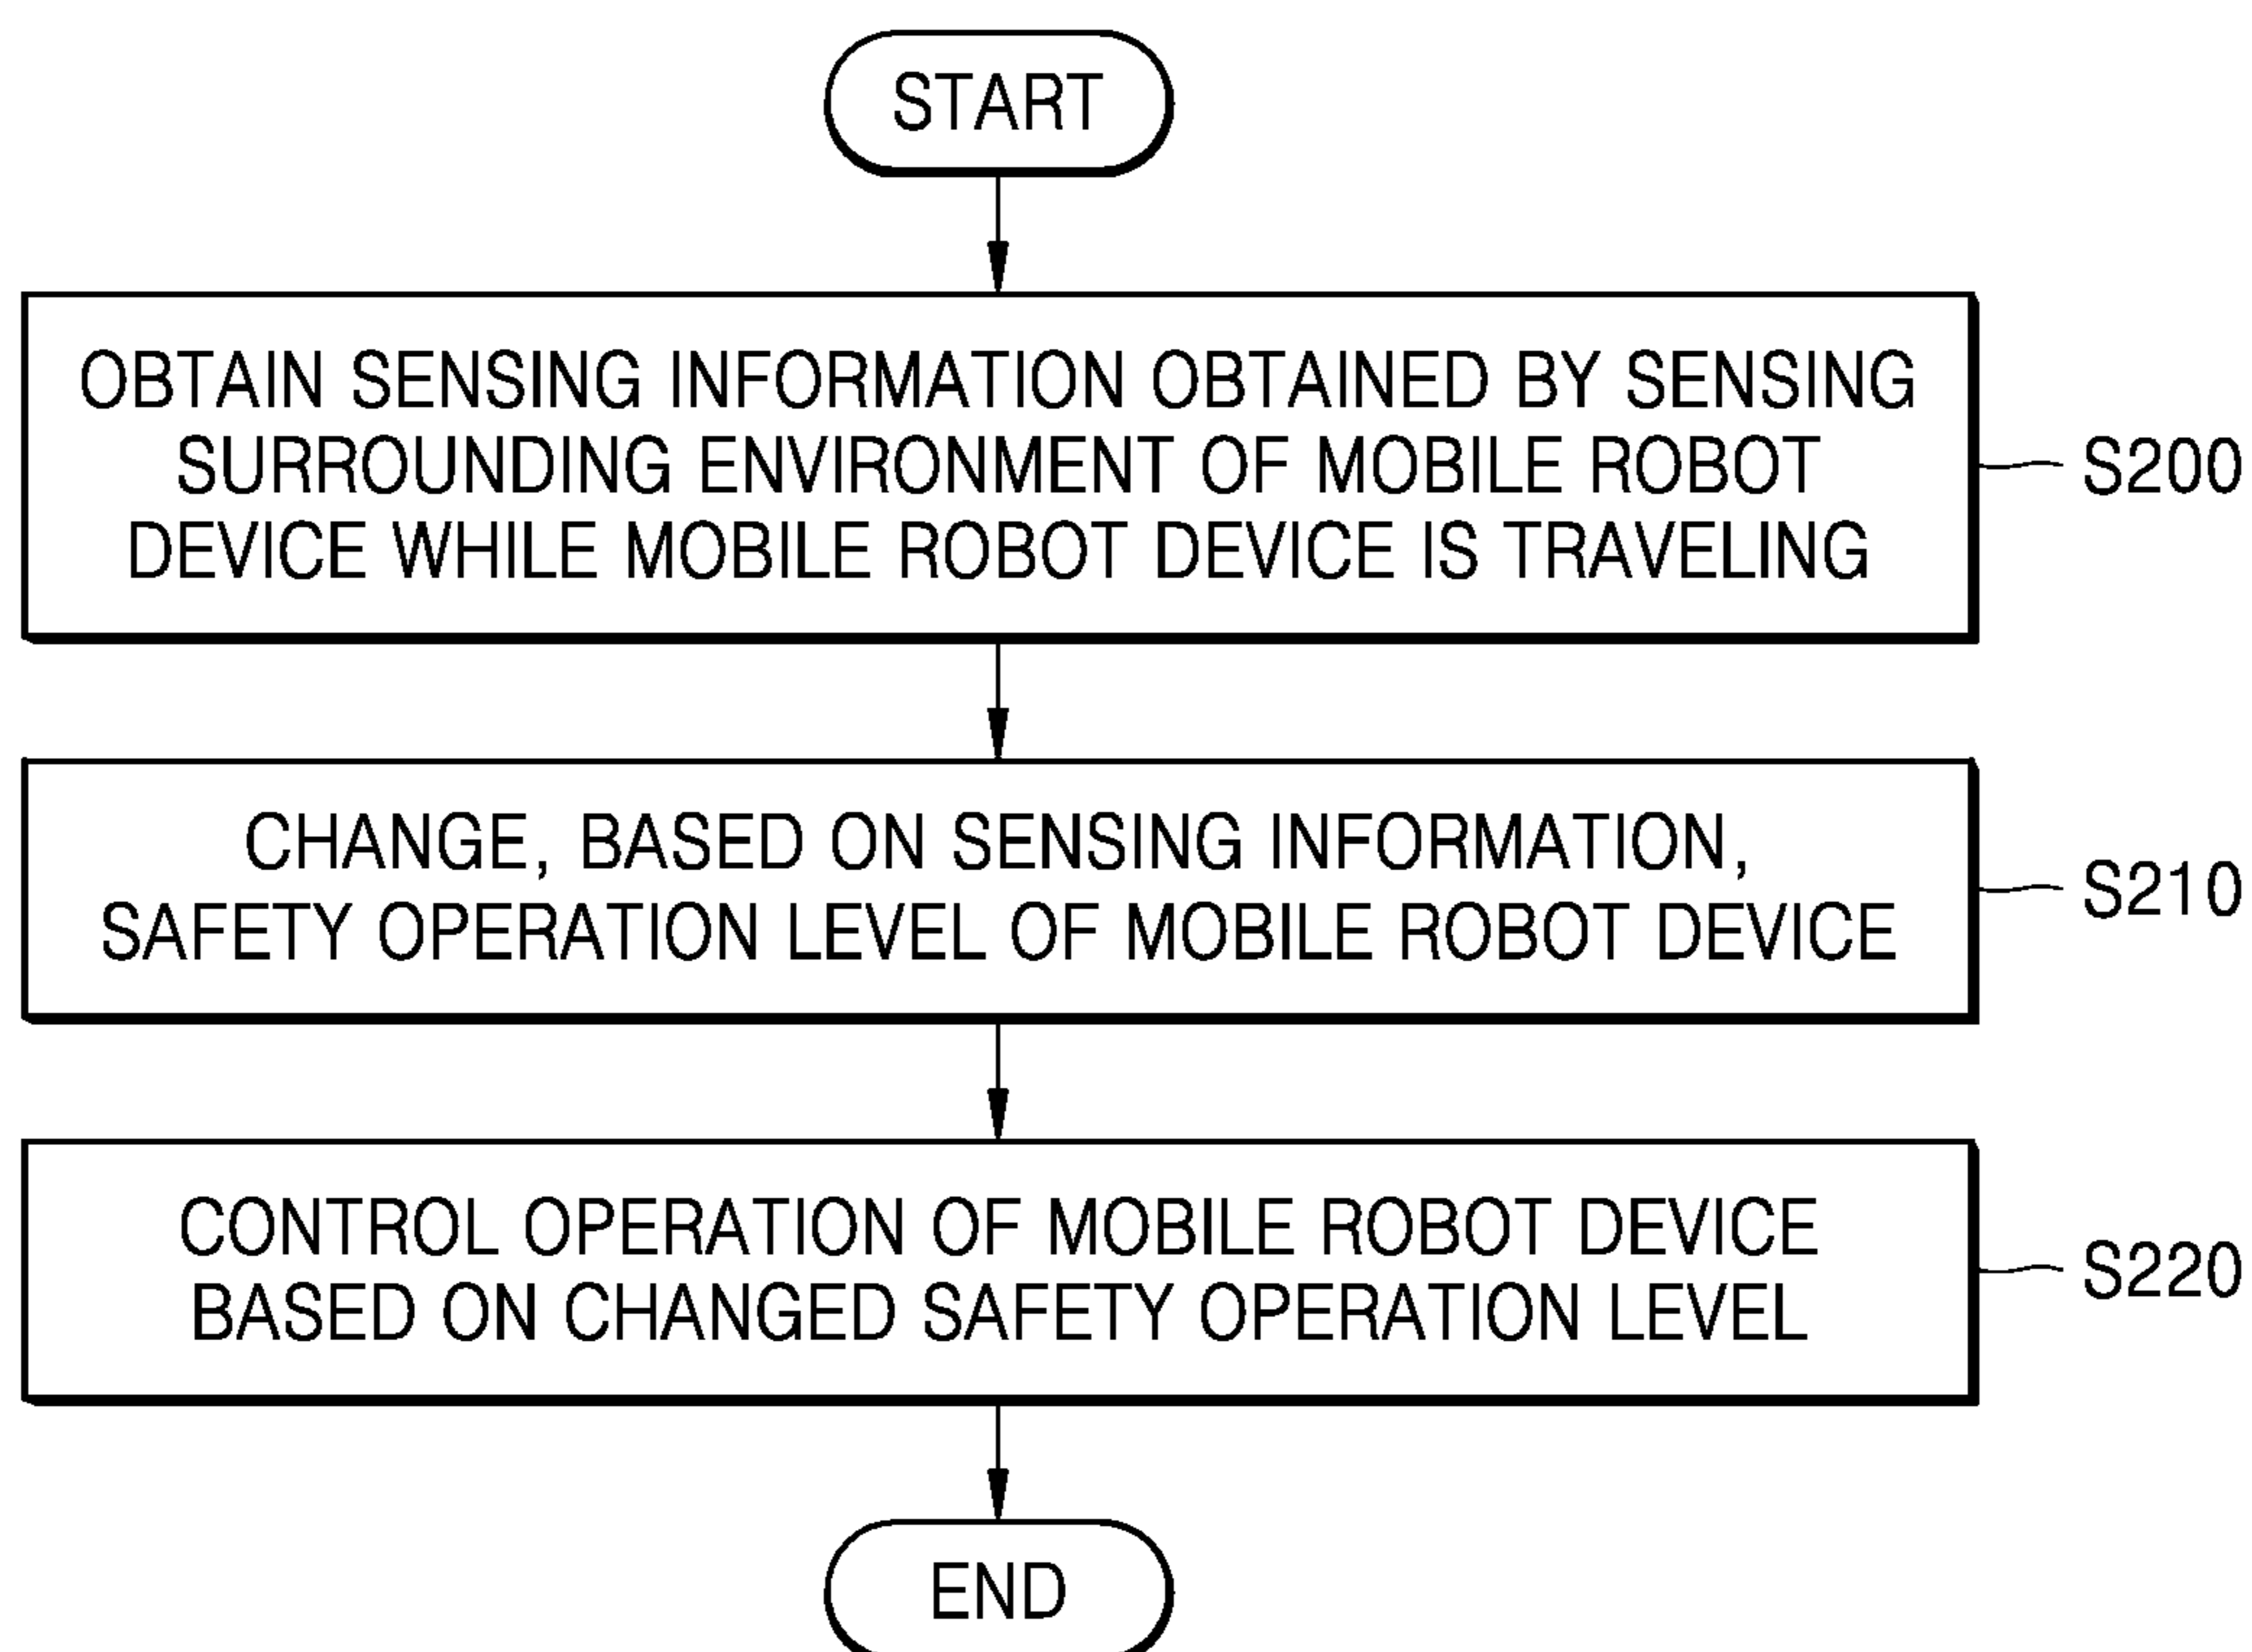 START
OBTAIN SENSING INFORMATION OBTAINED BY SENSING
SURROUNDING ENVIRONMENT OF MOBILE ROBOT
DEVICE WHILE MOBILE ROBOT DEVICE IS TRAVELING
S200
CHANGE, BASED ON SENSING INFORMATION,
SAFETY OPERATION LEVEL OF MOBILE ROBOT DEVICE
S210
CONTROL OPERATION OF MOBILE ROBOT DEVICE
BASED ON CHANGED SAFETY OPERATION LEVEL
S220
END